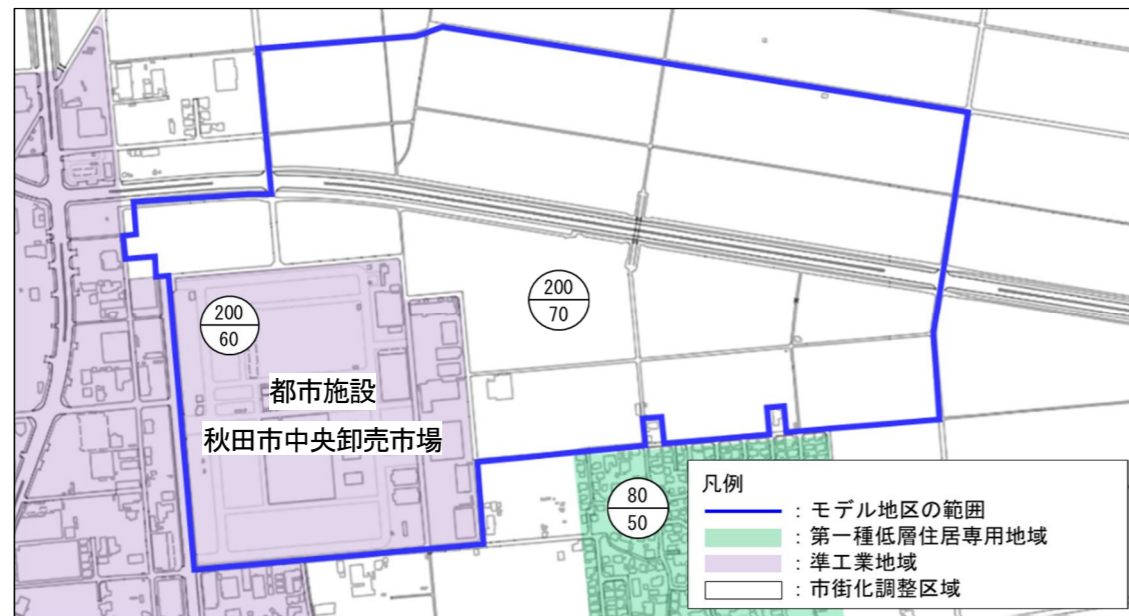 200
70
200
60
都市施設
秋田市中央卸売市場
80
50
凡例
：モデル地区の範囲
：第一種低層住居専用地域
：準工業地域
：市街化調整区域